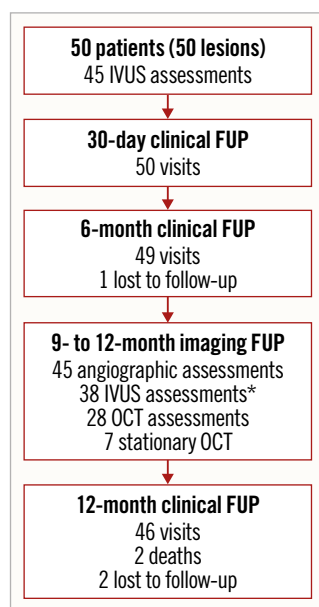 50 patients (50 lesions)
45 IVUS assessments
30-day clinical FUP
50 visits
6-month clinical FUP
49 visits
1 lost to follow-up
9- to 12-month imaging FUP
45 angiographic assessments
38 IVUS assessments*
28 OCT assessments
7 stationary OCT
12-month clinical FUP
46 visits
2 deaths
2 lost to follow-up